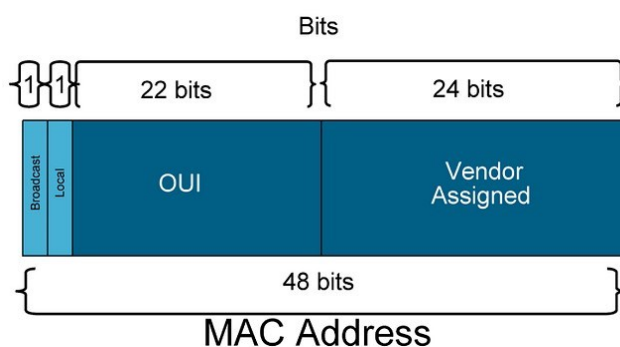 Bits
1
1
22 bits
24 bits
Broadcast
Local
OUI
Vendor
Assigned
48 bits
MAC Address